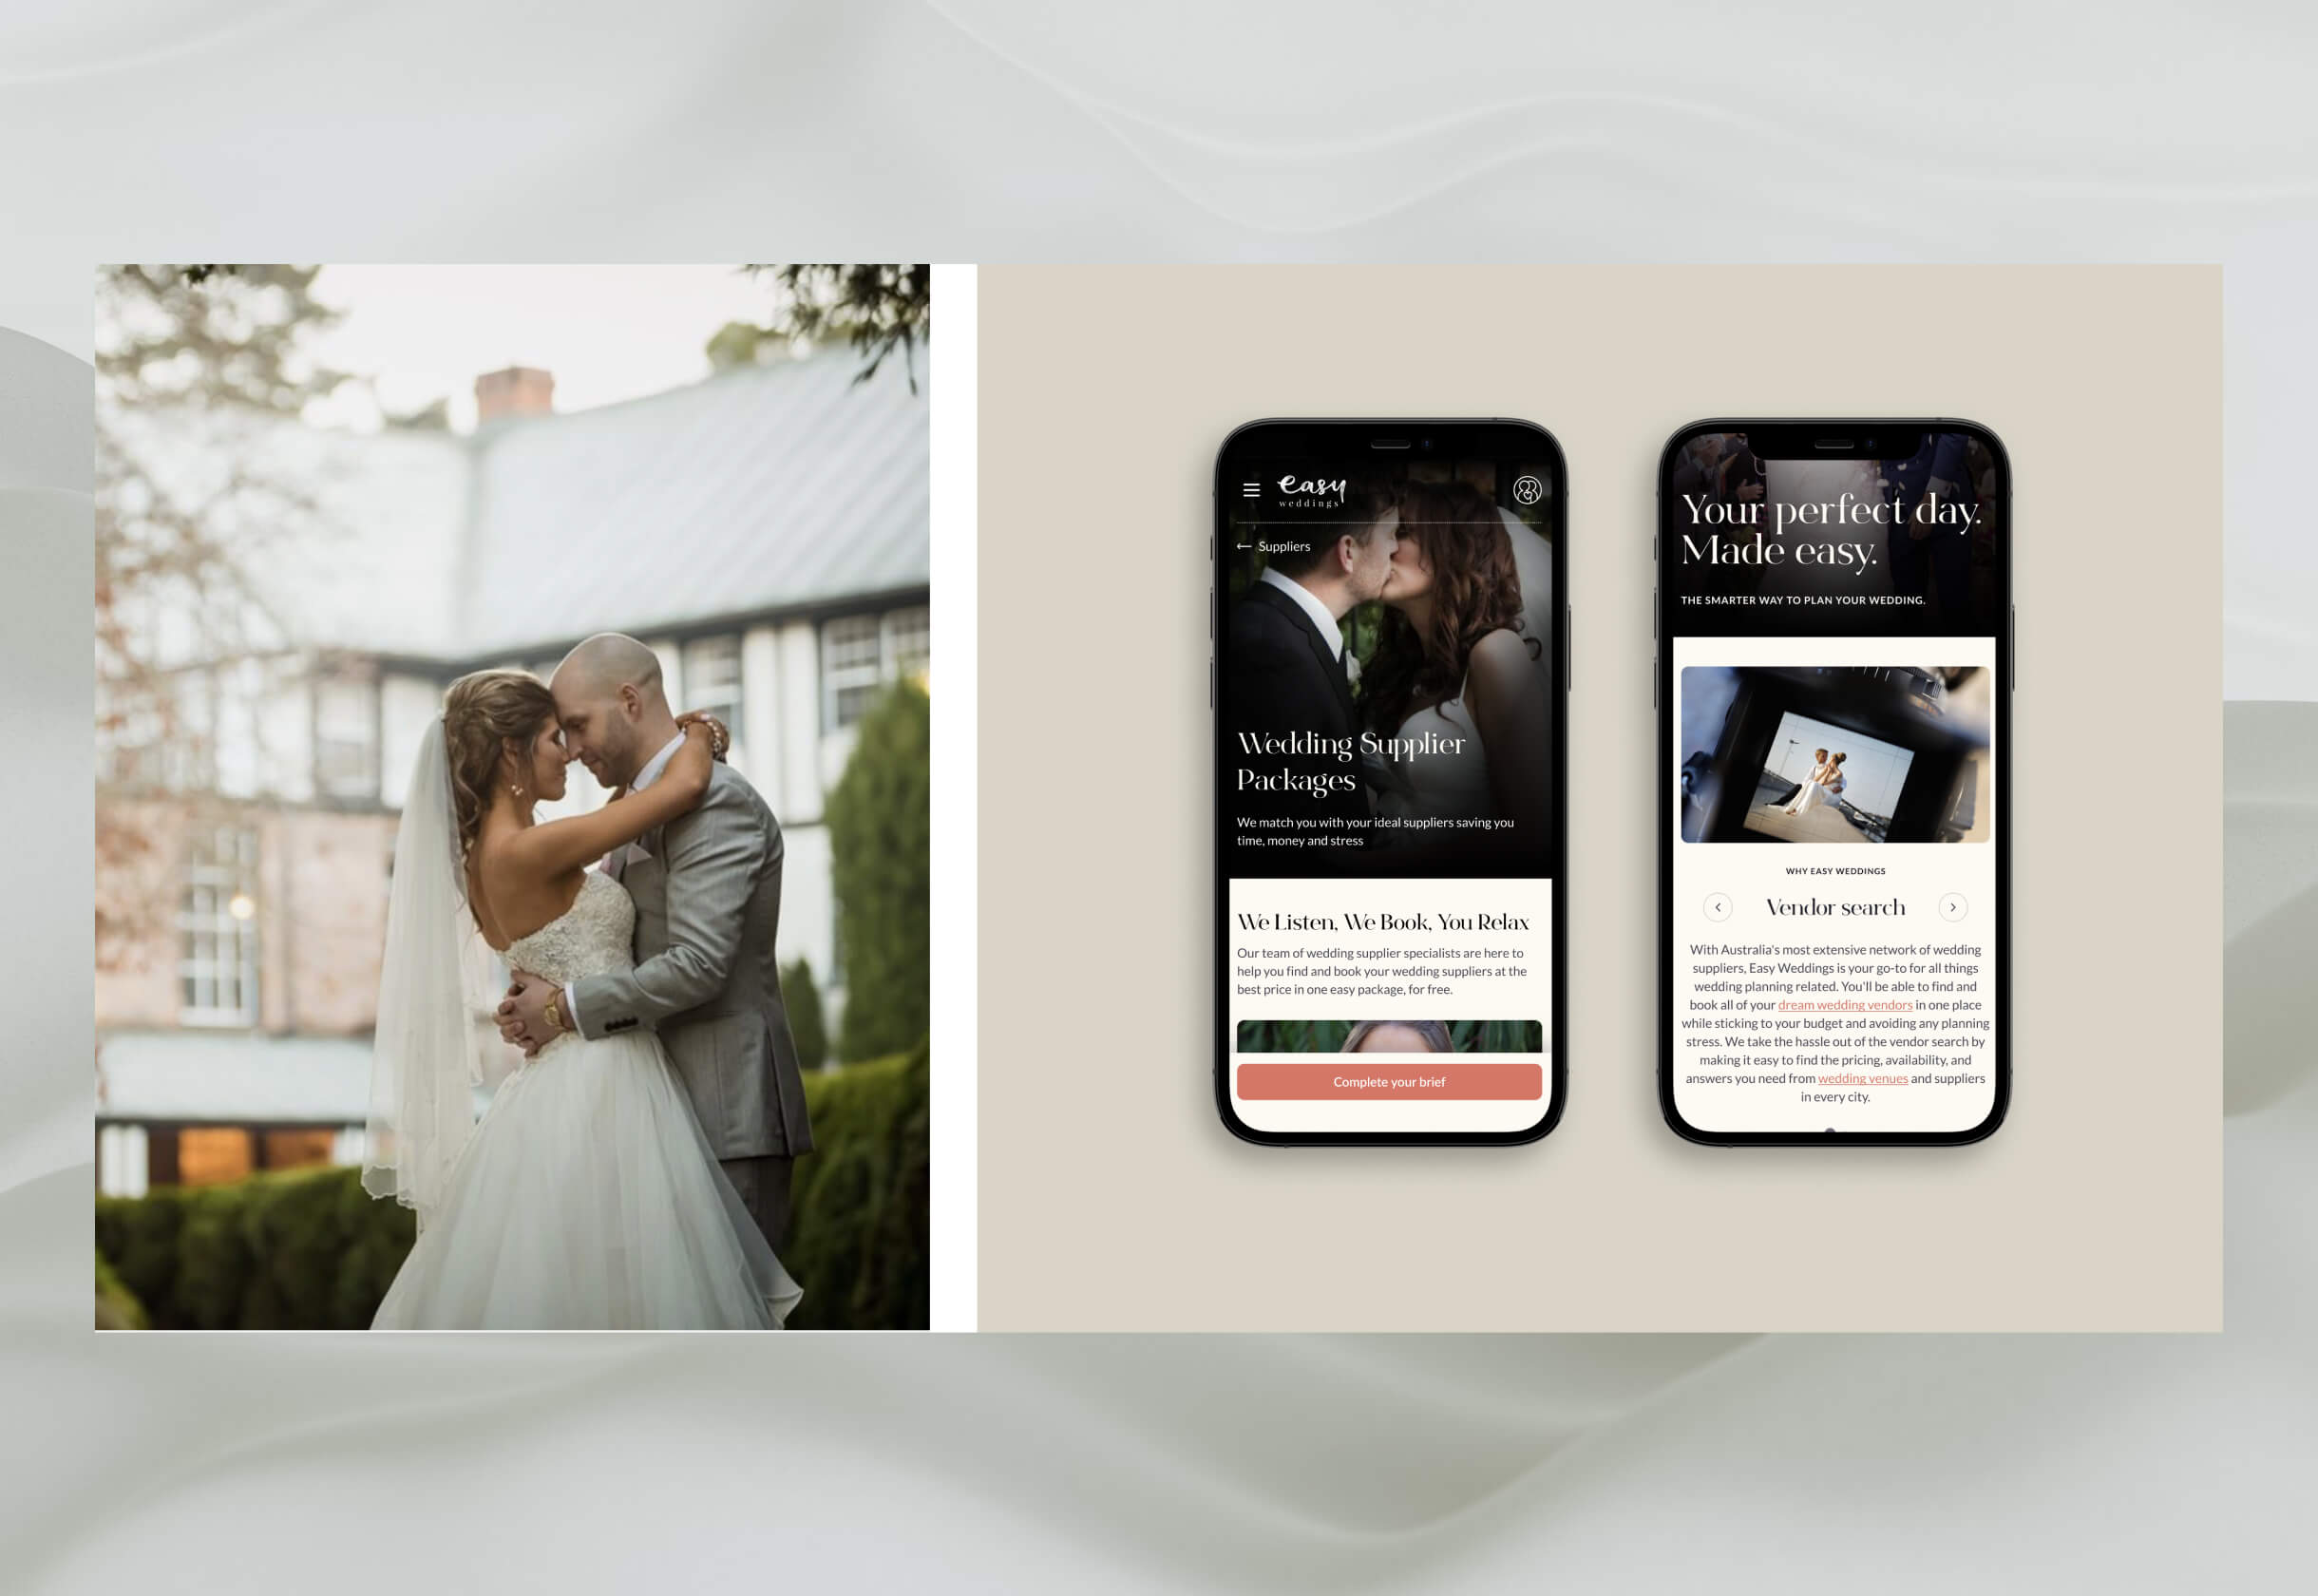 easy
weddings
← Suppliers
Wedding Supplier
Packages
We match you with your ideal suppliers saving you
time, money and stress
We Listen, We Book, You Relax
Our team of wedding supplier specialists are here to
help you find and book your wedding suppliers at the
best price in one easy package, for free.
Complete your brief
Your perfect day.
Made easy.
THE SMARTER WAY TO PLAN YOUR WEDDING.
WHY EASY WEDDINGS
Vendor search
With Australia's most extensive network of wedding
suppliers, Easy Weddings is your go-to for all things
wedding planning related. You'll be able to find and
book all of your dream wedding vendors in one place
while sticking to your budget and avoiding any planning
stress. We take the hassle out of the vendor search by
making it easy to find the pricing, availability, and
answers you need from wedding venues and suppliers
in every city.